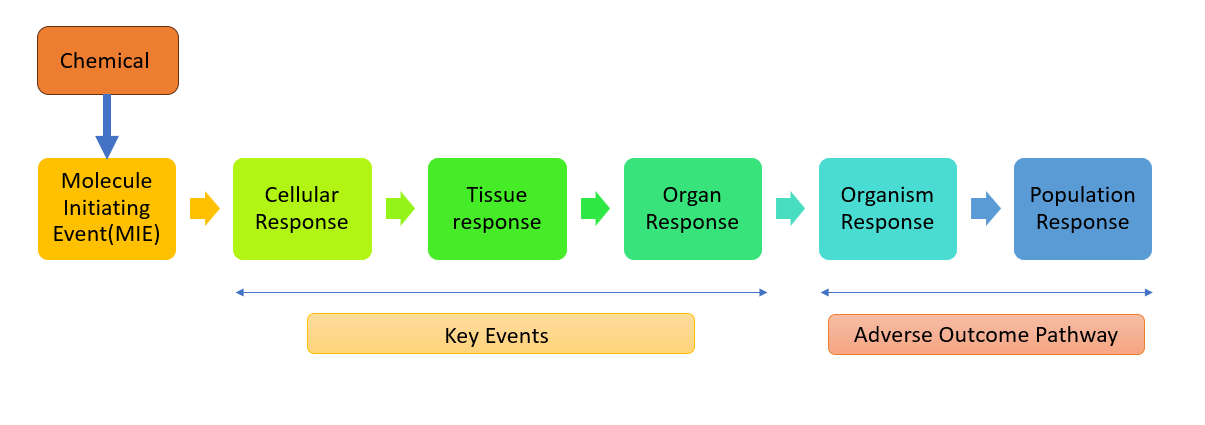 Chemical
Molecule
Initiating
Event(MIE)
Cellular
Response
Tissue
response
Organ
Response
Organism
Response
Population
Response
Key Events
Adverse Outcome Pathway